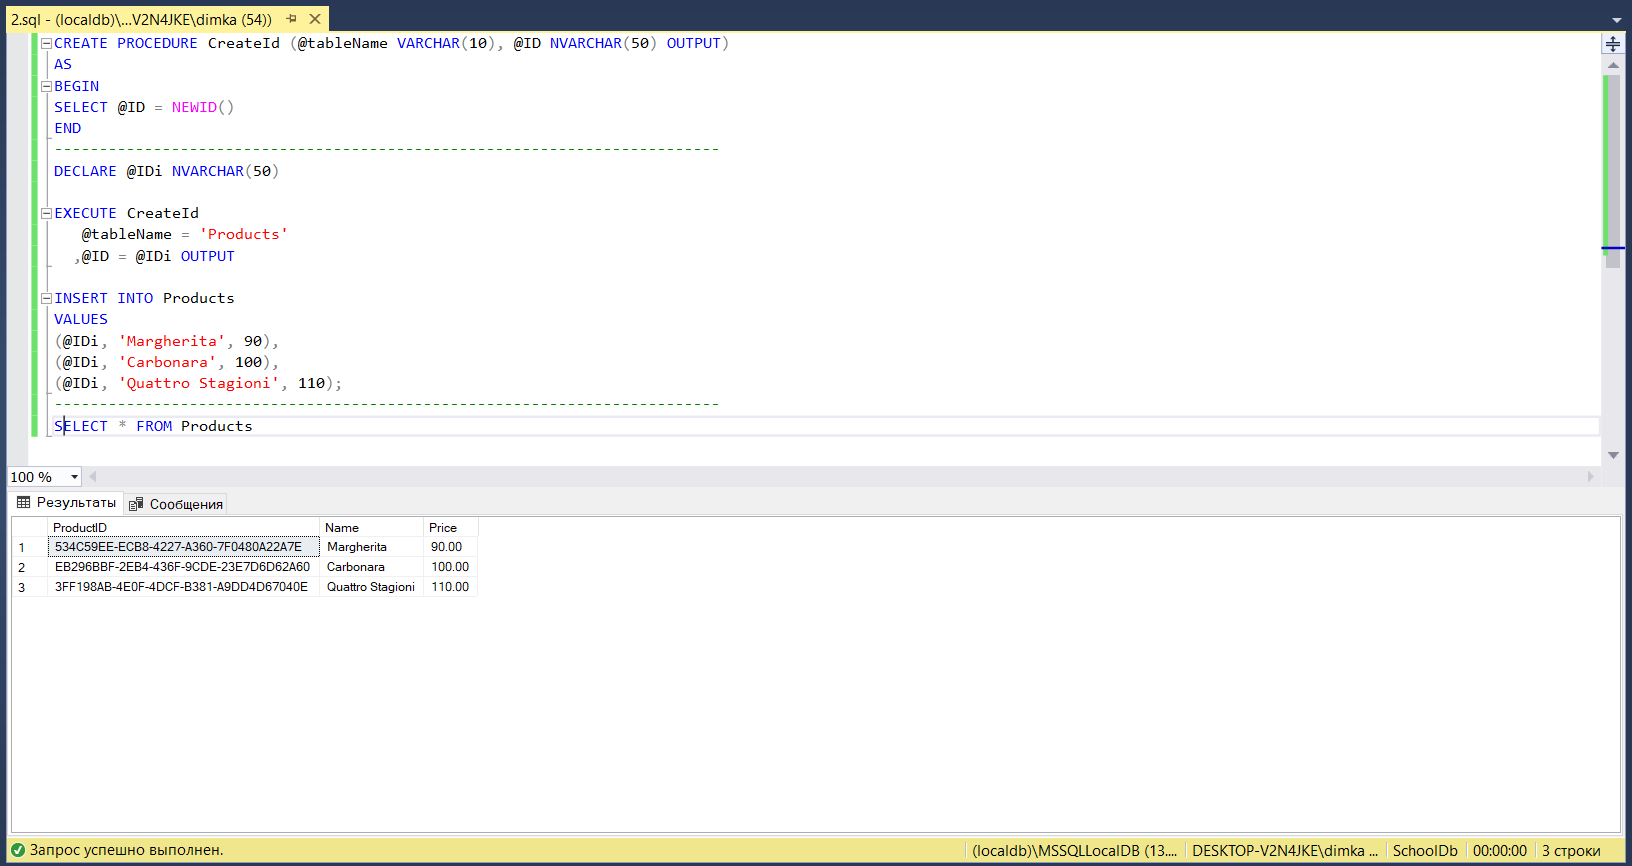 2.sql - (localdb)\...V2N4JKE\dimka (54))
CREATE PROCEDURE CreateId (@tableName VARCHAR(10), @ID NVARCHAR(50) OUTPUT)
AS
BEGIN
SELECT @ID = NEWID()
END
--------------------------------------------------------------------------
DECLARE @IDi NVARCHAR(50)
EXECUTE CreateId
@tableName = 'Products'
,@ID = @IDi OUTPUT
INSERT INTO Products
VALUES
(@IDi, 'Margherita', 90),
(@IDi, 'Carbonara', 100),
(@IDi, 'Quattro Stagioni', 110);
--------------------------------------------------------------------------
SELECT * FROM Products
100 %
Результаты Сообщения
ProductID Name Price
1 534C59EE-ECB8-4227-A360-7F0480A22A7E Margherita 90.00
2 EB296BBF-2EB4-436F-9CDE-23E7D6D62A60 Carbonara 100.00
3 3FF198AB-4E0F-4DCF-B381-A9DD4D67040E Quattro Stagioni 110.00
Запрос успешно выполнен. (localdb)\MSSQLLocalDB (13.... DESKTOP-V2N4JKE\dimka ... SchoolDb 00:00:00 3 строки